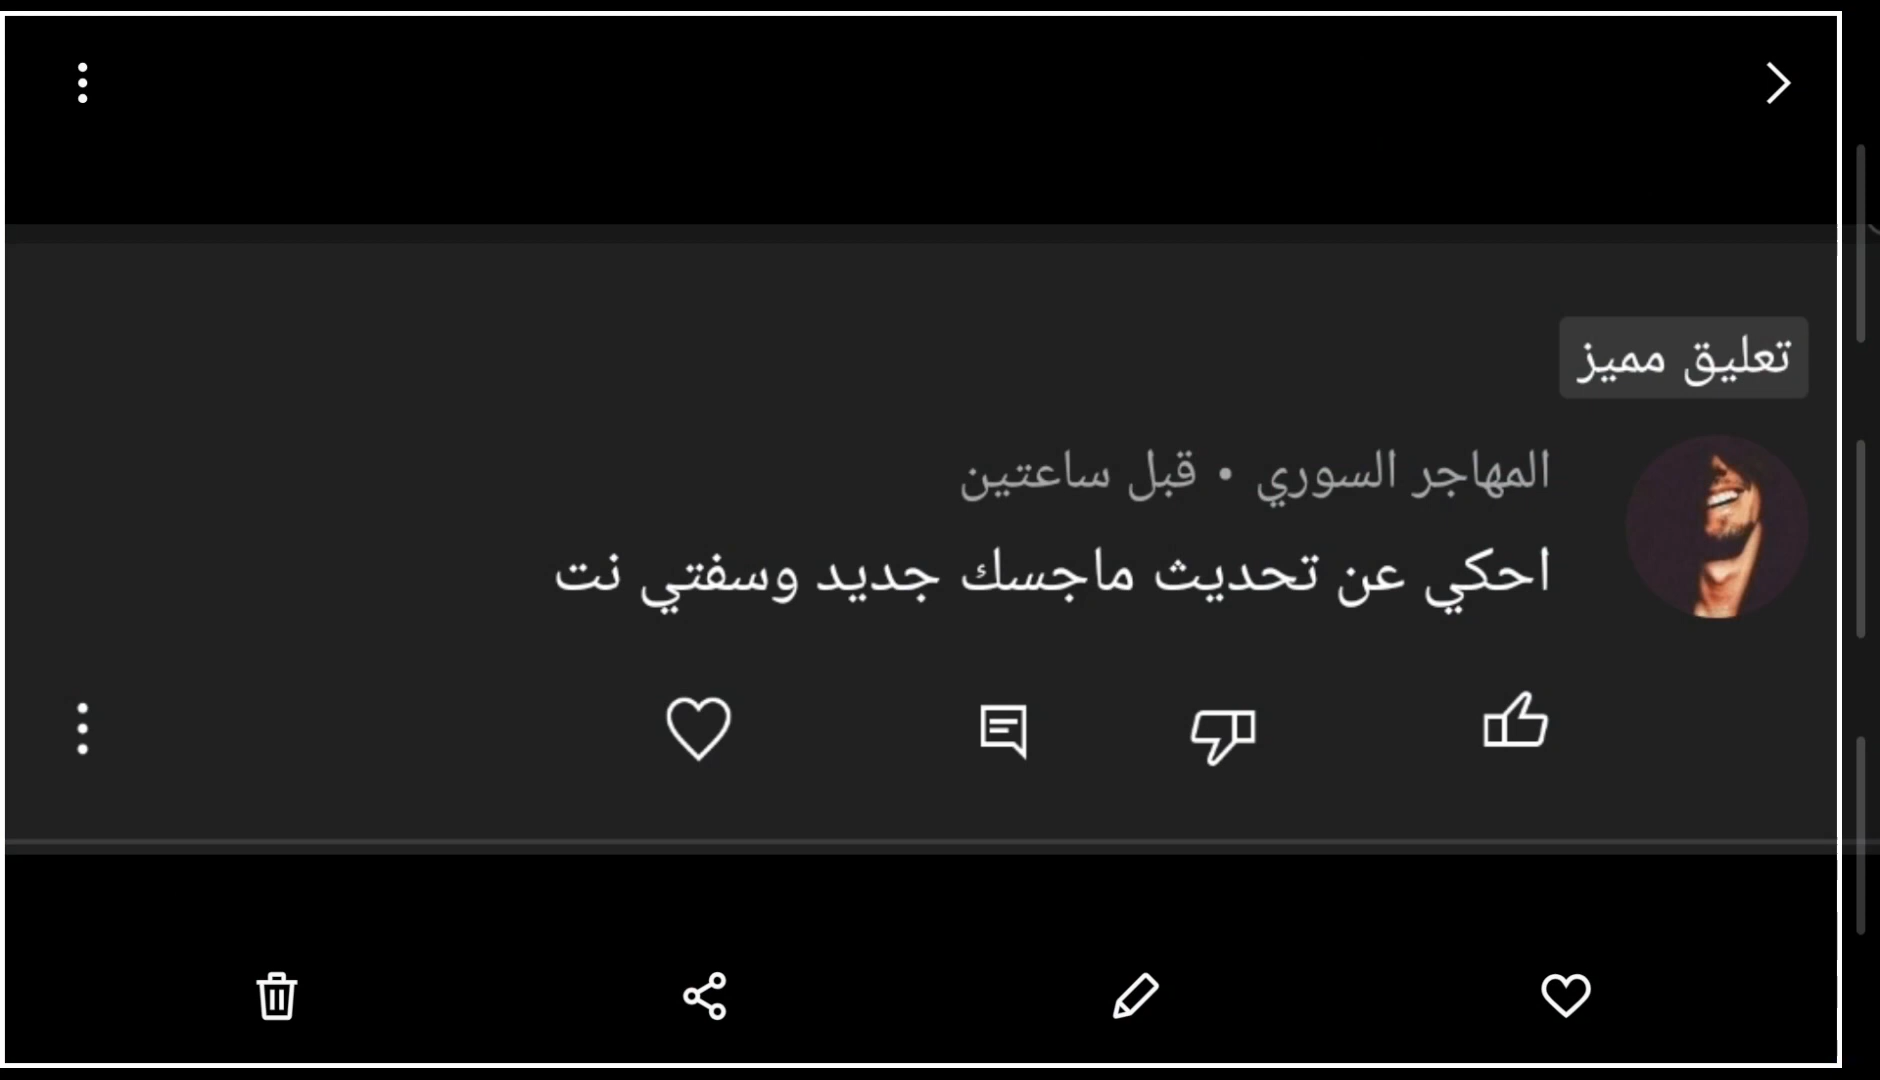 تعليق مميز
المهاجر السوري • قبل ساعتين
احكي عن تحديث ماجسك جديد وسفتي نت